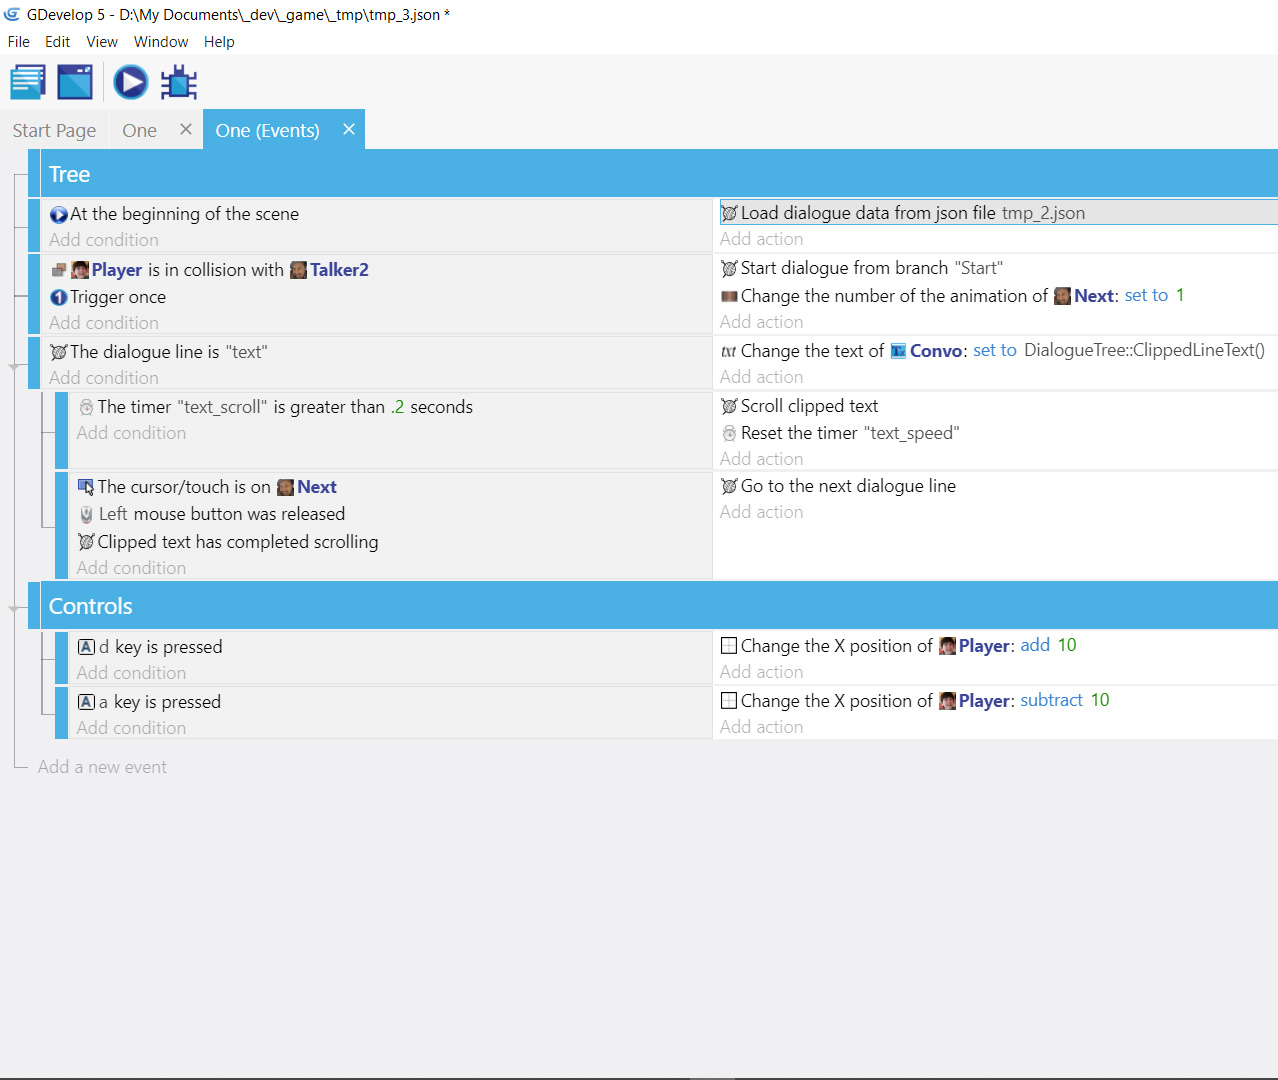 GDevelop 5 - D:\My Documents\_dev\_game\_tmp\tmp_3.json *
File Edit View Window Help
Start Page One × One (Events) ×
Tree
At the beginning of the scene
Add condition
Load dialogue data from json file tmp_2.json
Add action
Player is in collision with Talker2
Trigger once
Add condition
Start dialogue from branch "Start"
Change the number of the animation of Next: set to 1
Add action
The dialogue line is "text"
Add condition
Change the text of Convo: set to DialogueTree::ClippedLineText()
Add action
The timer "text_scroll" is greater than .2 seconds
Add condition
Scroll clipped text
Reset the timer "text_speed"
Add action
The cursor/touch is on Next
Left mouse button was released
Clipped text has completed scrolling
Add condition
Go to the next dialogue line
Add action
Controls
d key is pressed
Add condition
Change the X position of Player: add 10
Add action
a key is pressed
Add condition
Change the X position of Player: subtract 10
Add action
Add a new event